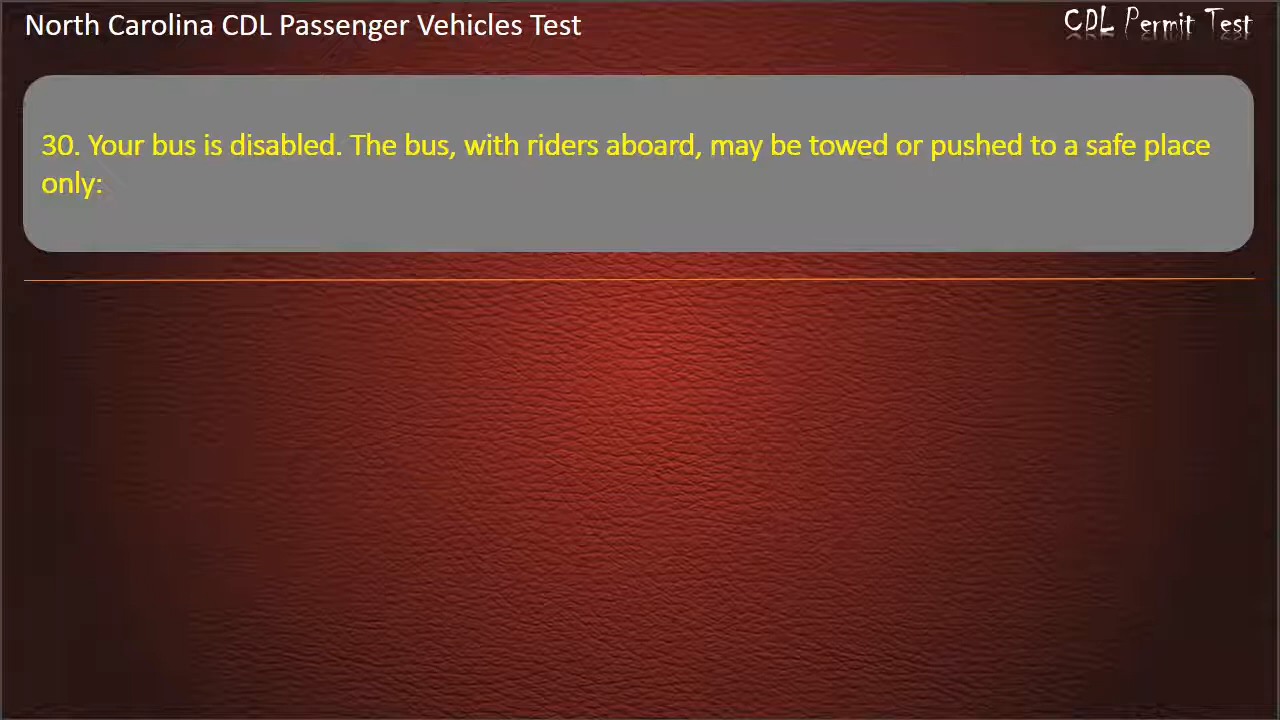 North Carolina CDL Passenger Vehicles Test
CDL Permit Test
30. Your bus is disabled. The bus, with riders aboard, may be towed or pushed to a safe place
only: